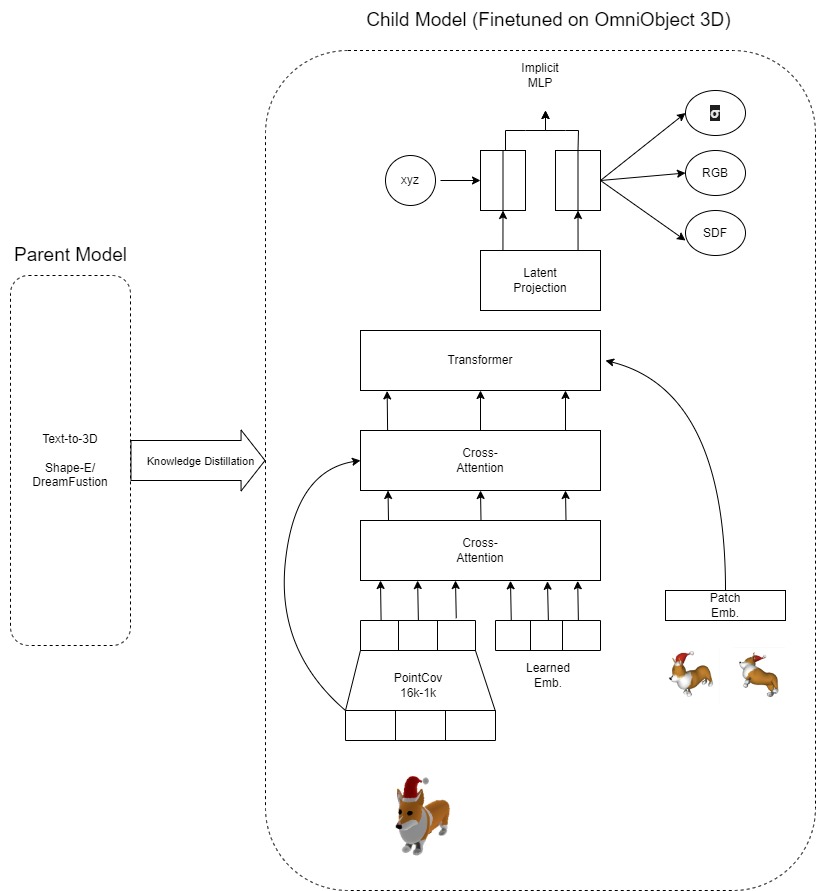 Child Model (Finetuned on OmniObject 3D)
Implicit
MLP
σ
xyz
RGB
SDF
Latent
Projection
Parent Model
Transformer
Text-to-3D
Shape-E/
DreamFustion
Knowledge Distillation
Cross-
Attention
Cross-
Attention
Patch
Emb.
PointCov
16k-1k
Learned
Emb.